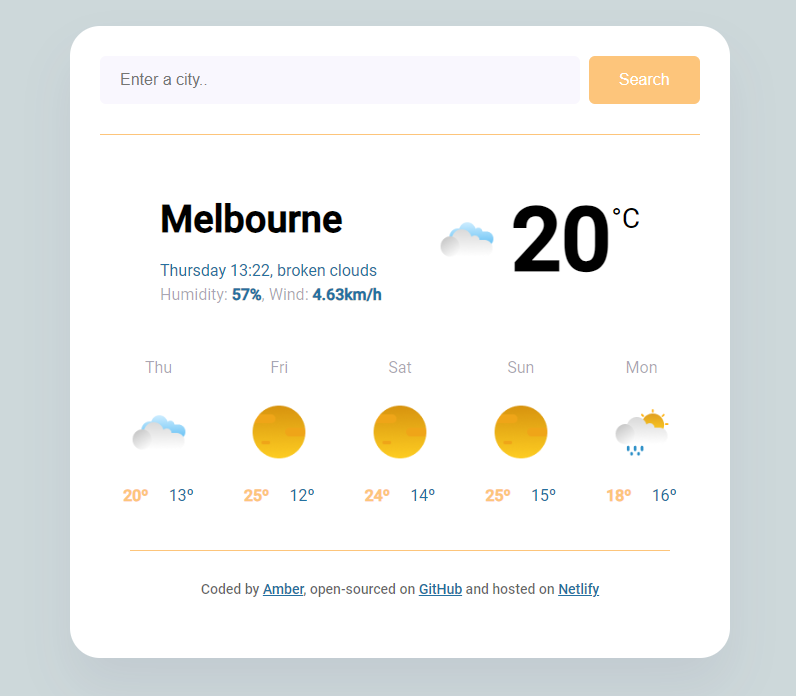 Enter a city..
Search
Melbourne
20°C
Thursday 13:22, broken clouds
Humidity: 57%, Wind: 4.63km/h
Thu Fri Sat Sun Mon
20º 13º 25º 12º 24º 14º 25º 15º 18º 16º
Coded by Amber, open-sourced on GitHub and hosted on Netlify